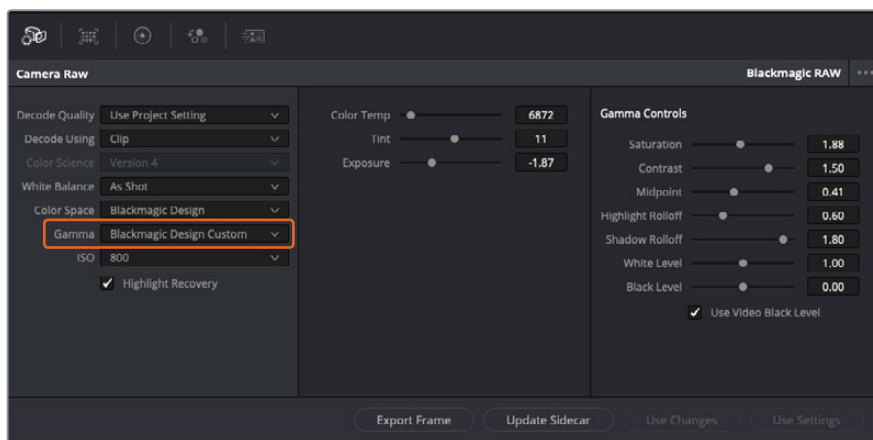 Camera Raw
Blackmagic RAW
Decode Quality Use Project Setting
Decode Using Clip
Color Science Version 4
White Balance As Shot
Color Space Blackmagic Design
Gamma Blackmagic Design Custom
ISO 800
Highlight Recovery
Color Temp 6872
Tint 11
Exposure -1.87
Gamma Controls
Saturation 1.88
Contrast 1.50
Midpoint 0.41
Highlight Rolloff 0.60
Shadow Rolloff 1.80
White Level 1.00
Black Level 0.00
Use Video Black Level
Export Frame
Update Sidecar
Use Changes
Use Settings